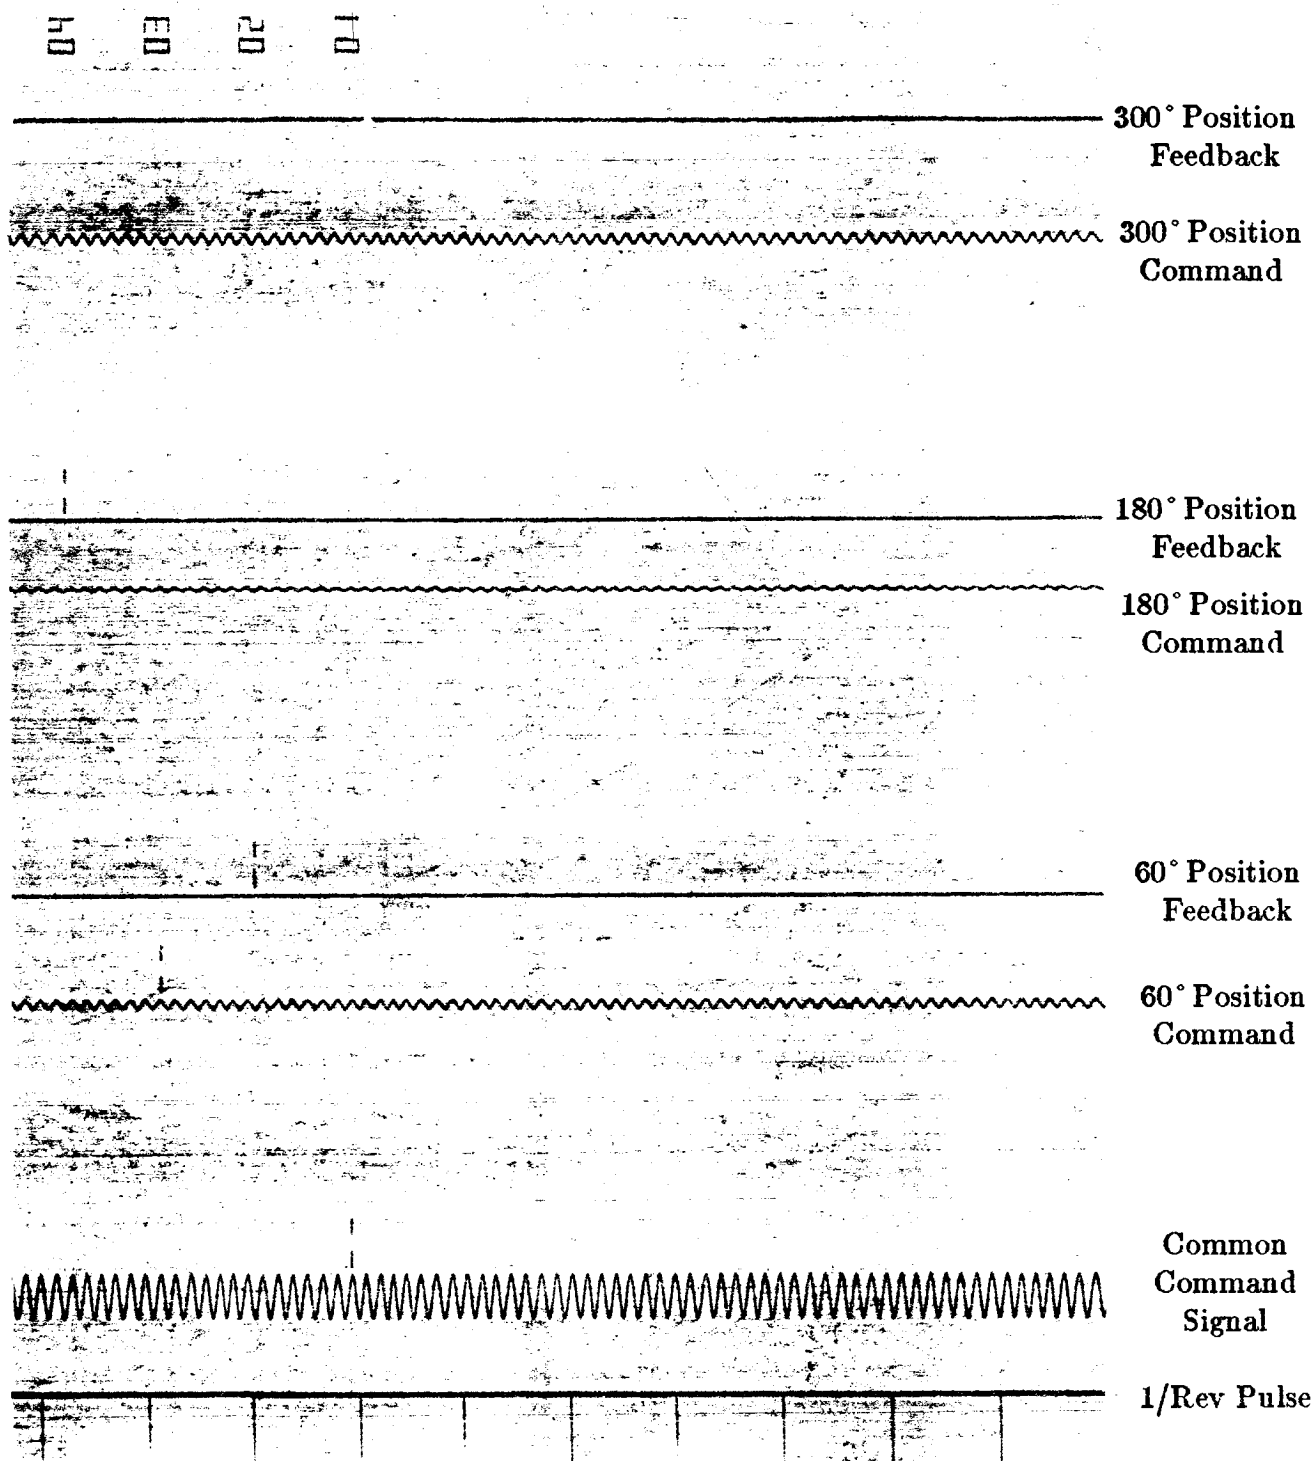 04
03
02
01
300° Position
Feedback
300° Position
Command
180° Position
Feedback
180° Position
Command
60° Position
Feedback
60° Position
Command
Common
Command
Signal
1/Rev Pulse